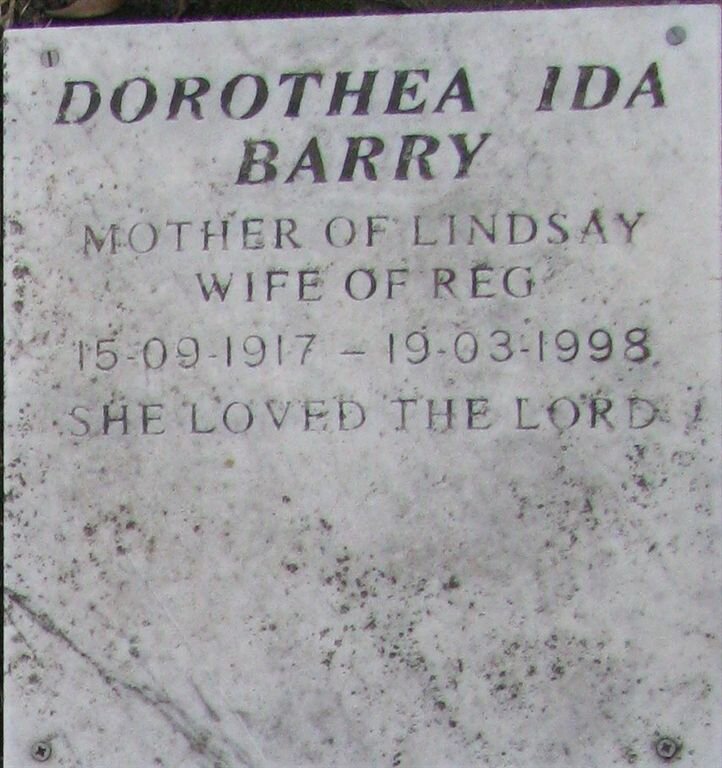 DOROTHEA IDA
BARRY
MOTHER OF LINDSAY
WIFE OF REG
15-09-1917 – 19-03-1998
SHE LOVED THE LORD